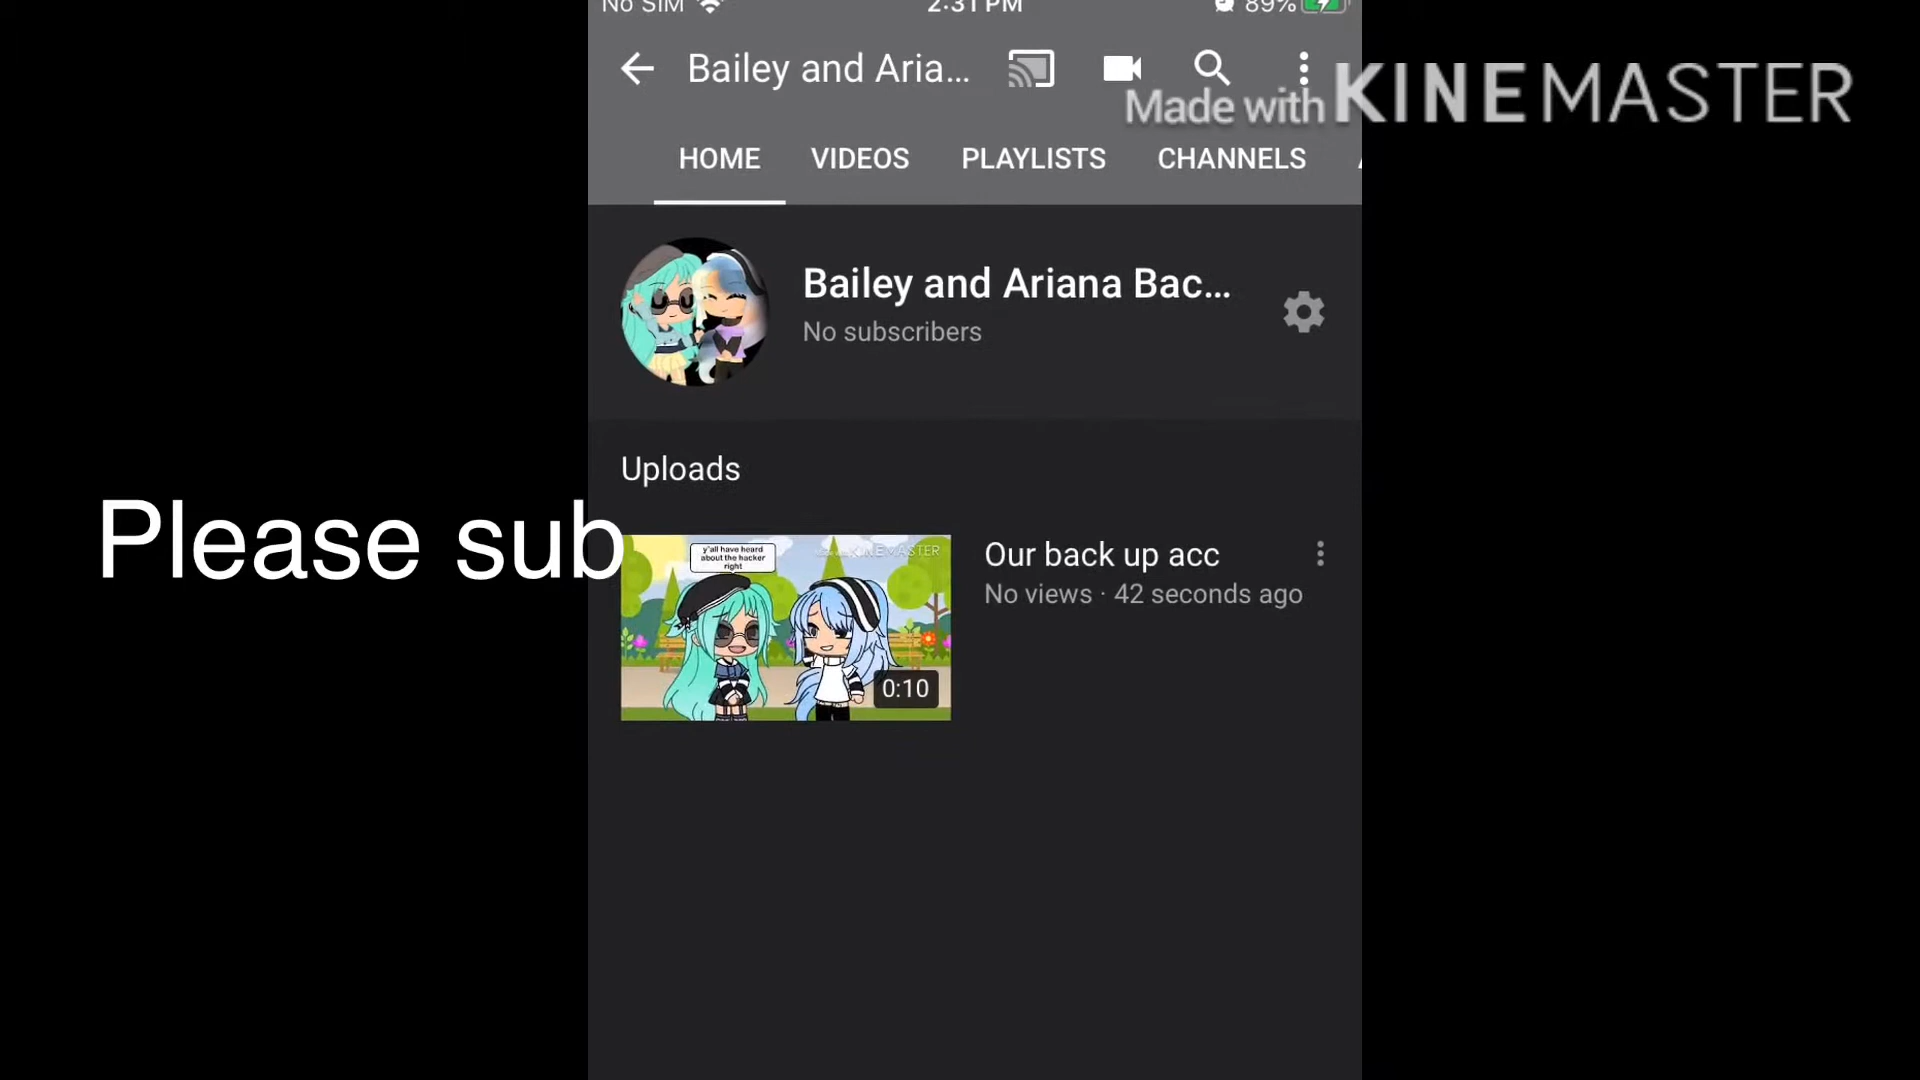 No SIM 2:31 PM 89%
Bailey and Aria...
Made with KINEMASTER
HOME VIDEOS PLAYLISTS CHANNELS
Bailey and Ariana Bac...
No subscribers
Uploads
Please sub
y'all have heard
about the hacker
right
Made with KINEMASTER
Our back up acc
No views · 42 seconds ago
0:10